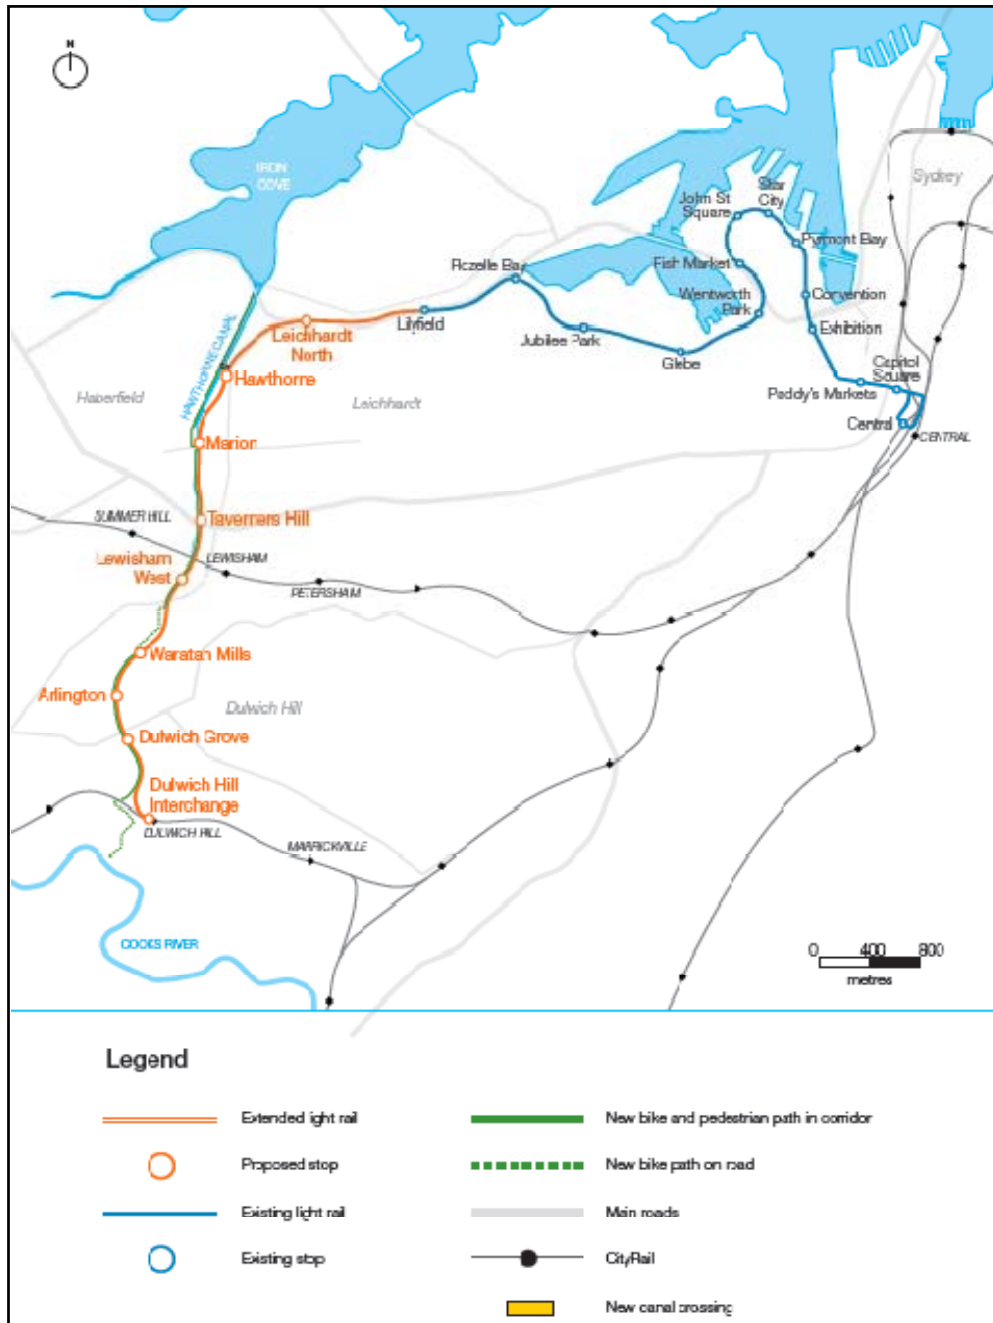 N
IRON
COVE
Sydney
John St
Square
Star
City
Pyrmont Bay
Rozelle Bay
Fish Market
Wentworth
Park
Convention
Lilyfield
Leichhardt
North
Jubilee Park
Exhibition
Glebe
Capitol
Square
Hawthorne
HAWTHORNE CANAL
Haberfield
Leichhardt
Paddy's Markets
Central
CENTRAL
Marion
SUMMER HILL
Taverners Hill
Lewisham
West
LEWISHAM
PETERSHAM
Waratah Mills
Arlington
Dulwich Hill
Dulwich Grove
Dulwich Hill
Interchange
DULWICH HILL
MARRICKVILLE
COOKS RIVER
0 400 800
metres
Legend
Extended light rail
Proposed stop
Existing light rail
Existing stop
New bike and pedestrian path in corridor
New bike path on road
Main roads
CityRail
New canal crossing